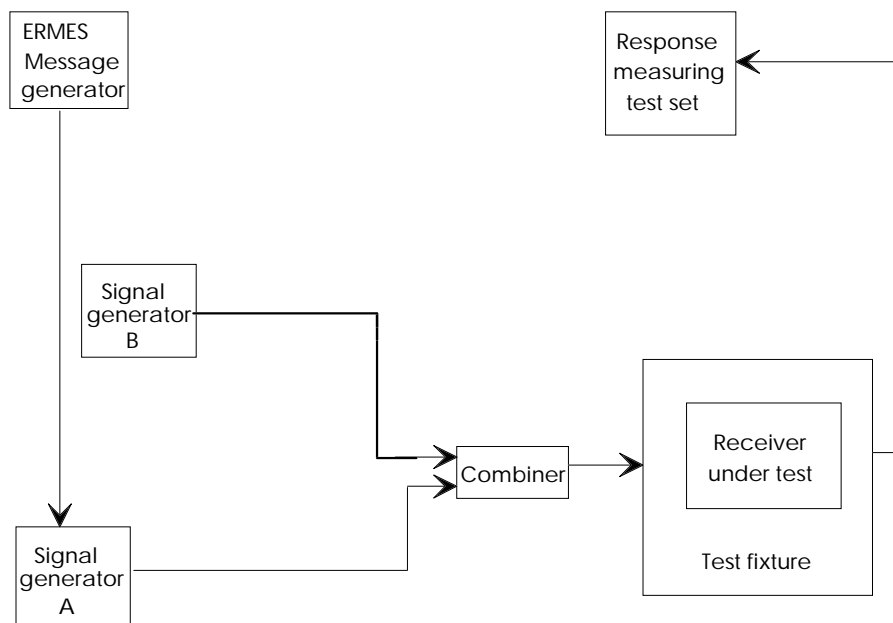 ERMES
Message
generator
Response
measuring
test set
Signal
generator
B
Combiner
Receiver
under test
Test fixture
Signal
generator
A